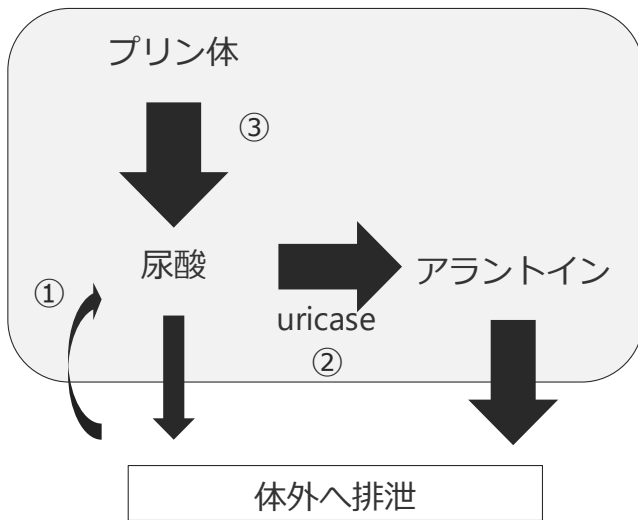 プリン体
③
尿酸
アラントイン
①
uricase
②
体外へ排泄